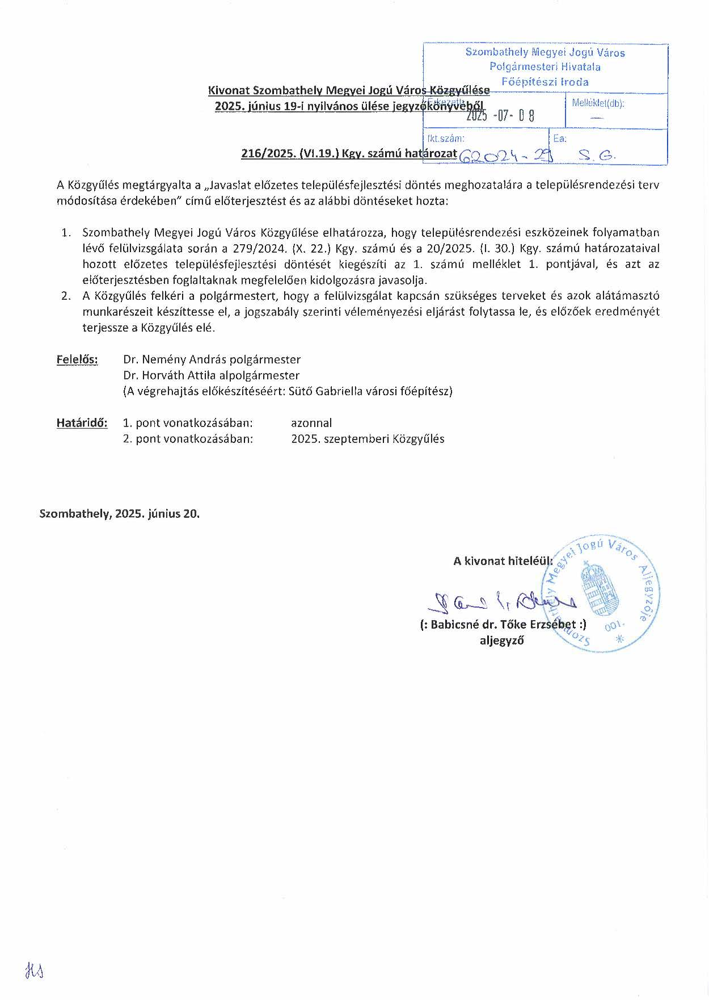 Szombathely Megyei Jogú Város
Polgármesteri Hivatala
Főépítészi Iroda
Kivonat Szombathely Megyei Jogú Város Közgyűlése
2025. június 19-i nyilvános ülése jegyzőkönyvéből
Érkezett:
Melléklet(db):
2025 -07- 08
—
Ikt.szám:
Ea:
216/2025. (VI.19.) Kgy. számú határozat
S. G.
A Közgyűlés megtárgyalta a „Javaslat előzetes településfejlesztési döntés meghozatalára a településrendezési terv
módosítása érdekében” című előterjesztést és az alábbi döntéseket hozta:
1. Szombathely Megyei Jogú Város Közgyűlése elhatározza, hogy településrendezési eszközeinek folyamatban
lévő felülvizsgálata során a 279/2024. (X. 22.) Kgy. számú és a 20/2025. (I. 30.) Kgy. számú határozataival
hozott előzetes településfejlesztési döntését kiegészíti az 1. számú melléklet 1. pontjával, és azt az
előterjesztésben foglaltaknak megfelelően kidolgozásra javasolja.
2. A Közgyűlés felkéri a polgármestert, hogy a felülvizsgálat kapcsán szükséges terveket és azok alátámasztó
munkarészeit készíttesse el, a jogszabály szerinti véleményezési eljárást folytassa le, és előzőek eredményét
terjessze a Közgyűlés elé.
Felelős: Dr. Nemény András polgármester
Dr. Horváth Attila alpolgármester
(A végrehajtás előkészítéséért: Sütő Gabriella városi főépítész)
Határidő: 1. pont vonatkozásában: azonnal
2. pont vonatkozásában: 2025. szeptemberi Közgyűlés
Szombathely, 2025. június 20.
A kivonat hiteléül:
Szombathely Megyei Jogú Város Aljegyzője
001.
*
(: Babicsné dr. Tőke Erzsébet :)
aljegyző